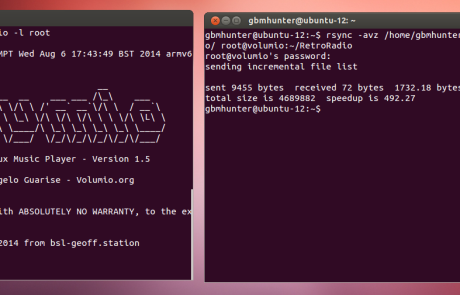 io -l root
MPT Wed Aug 6 17:43:49 BST 2014 armv6
ux Music Player - Version 1.5
gelo Guarise - Volumio.org
ith ABSOLUTELY NO WARRANTY, to the ex
2014 from bsl-geoff.station
gbmhunter@ubuntu-12: ~
gbmhunter@ubuntu-12:~$ rsync -avz /home/gbmhunter
o/ root@volumio:~/RetroRadio
root@volumio's password:
sending incremental file list
sent 9455 bytes received 72 bytes 1732.18 by
total size is 4689882 speedup is 492.27
gbmhunter@ubuntu-12:~$